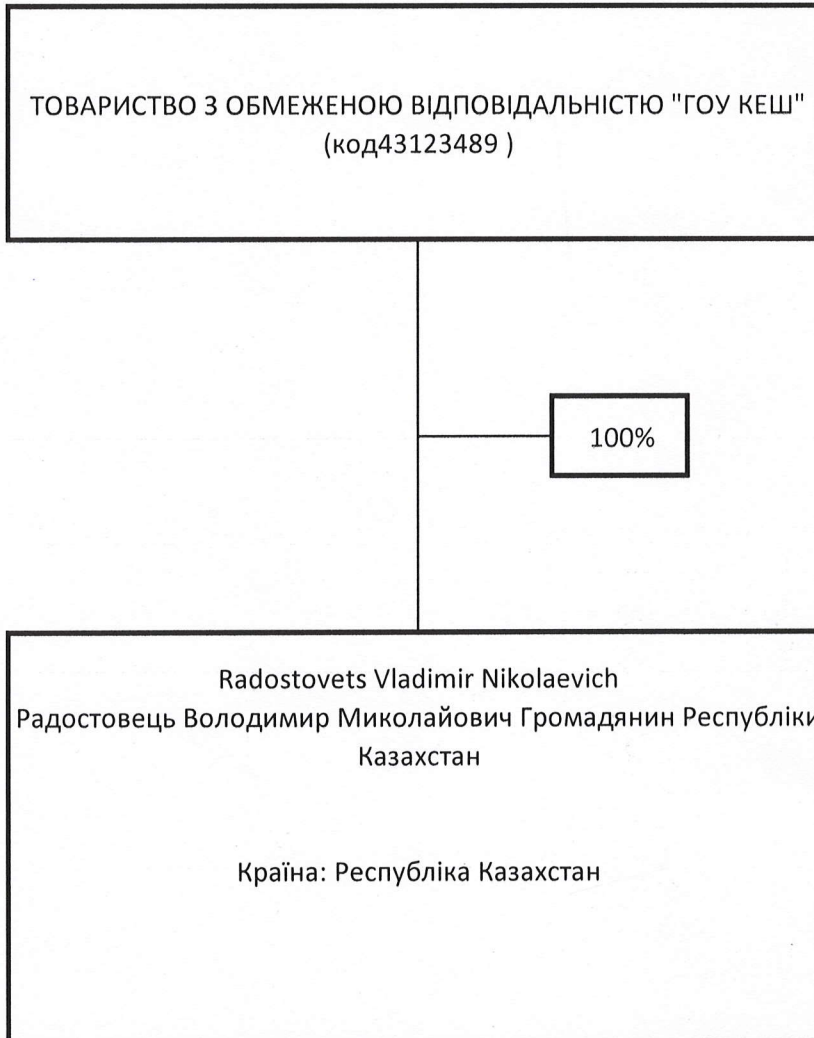 ТОВАРИСТВО З ОБМЕЖЕНОЮ ВІДПОВІДАЛЬНІСТЮ "ГОУ КЕШ"
(код43123489 )
100%
Radostovets Vladimir Nikolaevich
Радостовець Володимир Миколайович Громадянин Республіки
Казахстан
Країна: Республіка Казахстан